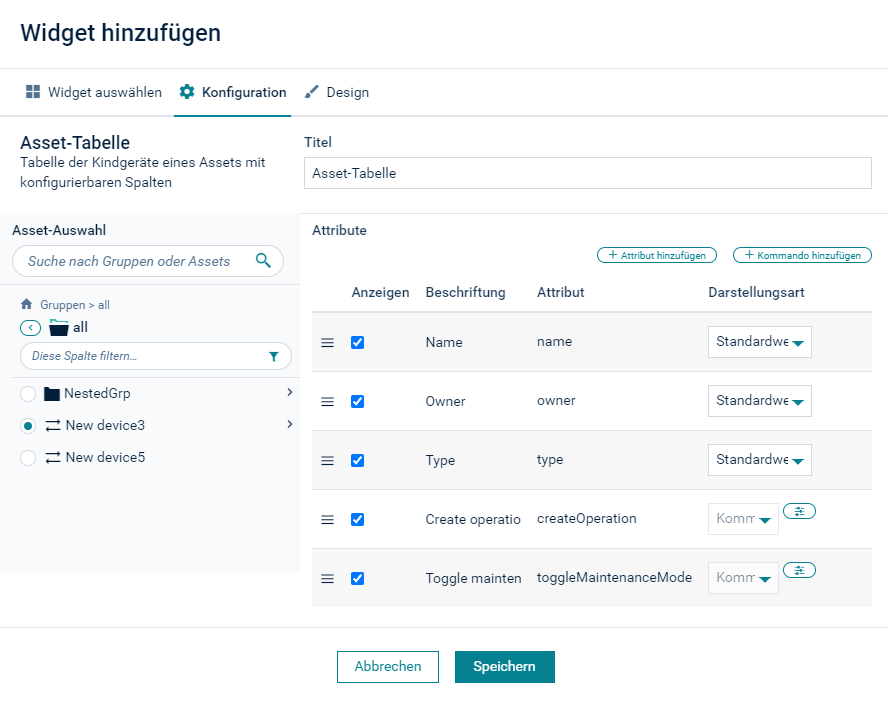 Widget hinzufügen
Widget auswählen
Konfiguration
Design
Asset-Tabelle
Tabelle der Kindgeräte eines Assets mit
konfigurierbaren Spalten
Titel
Asset-Tabelle
Asset-Auswahl
Suche nach Gruppen oder Assets
Gruppen > all
all
Diese Spalte filtern...
NestedGrp
New device3
New device5
Attribute
Attribut hinzufügen
Kommando hinzufügen
Anzeigen Beschriftung Attribut Darstellungsart
Name name Standardwe
Owner owner Standardwe
Type type Standardwe
Create operatio createOperation Komm
Toggle mainten toggleMaintenanceMode Komm
Abbrechen
Speichern